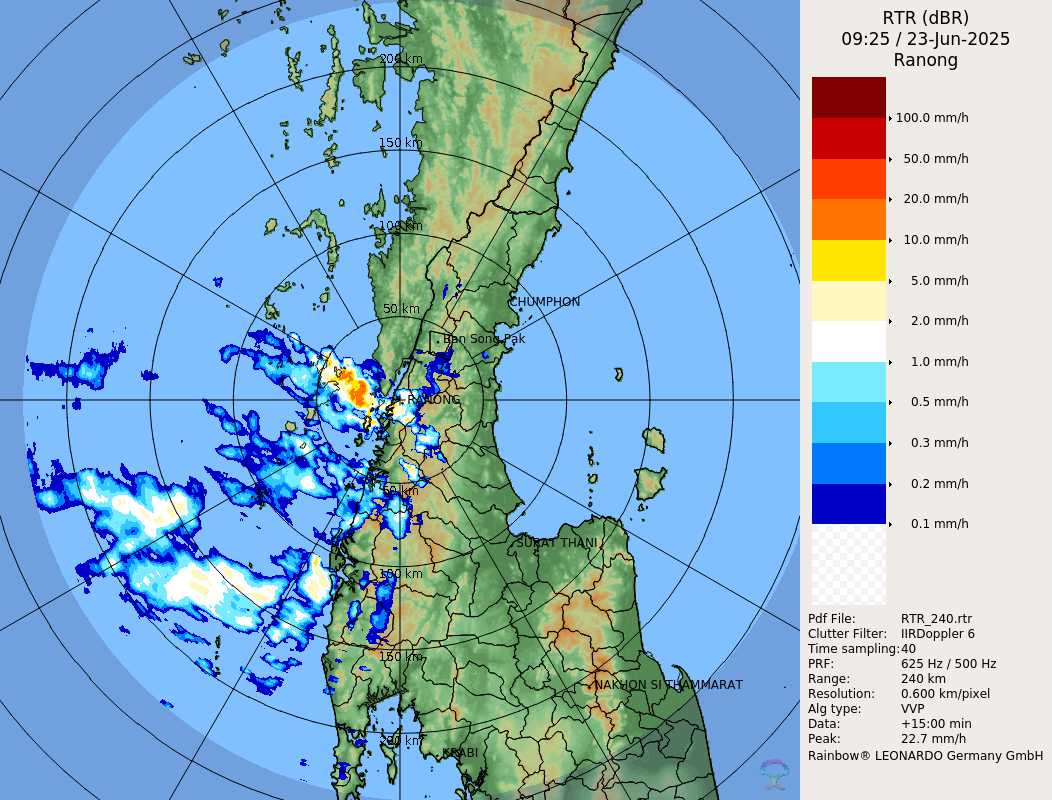 RTR (dBR)
09:25 / 23-Jun-2025
Ranong
100.0 mm/h
50.0 mm/h
20.0 mm/h
10.0 mm/h
5.0 mm/h
2.0 mm/h
1.0 mm/h
0.5 mm/h
0.3 mm/h
0.2 mm/h
0.1 mm/h
Pdf File: RTR_240.rtr
Clutter Filter: IIRDoppler 6
Time sampling:40
PRF: 625 Hz / 500 Hz
Range: 240 km
Resolution: 0.600 km/pixel
Alg type: VVP
Data: +15:00 min
Peak: 22.7 mm/h
Rainbow® LEONARDO Germany GmbH
200 km
150 km
100 km
50 km
CHUMPHON
Ban Song Pak
RANONG
50 km
SURAT THANI
100 km
150 km
NAKHON SI THAMMARAT
200 km
KRABI